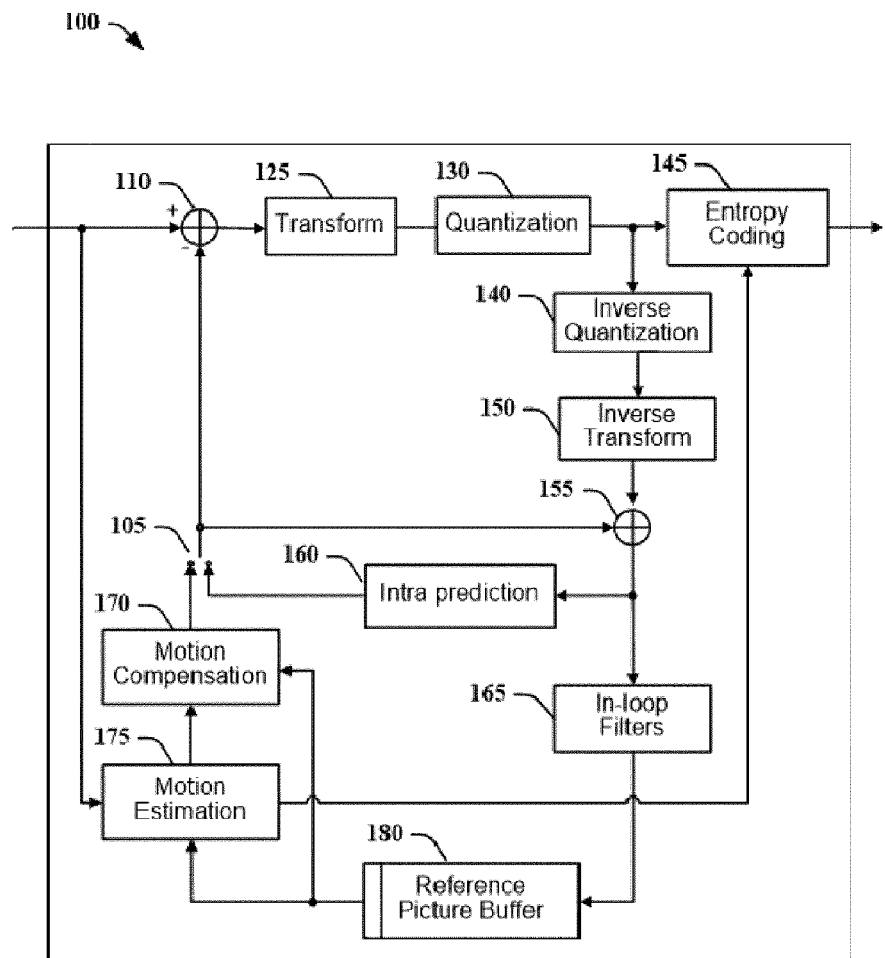 100
110
125
130
145
+
-
Transform
Quantization
Entropy
Coding
140
Inverse
Quantization
150
Inverse
Transform
155
105
160
Intra prediction
170
Motion
Compensation
165
In-loop
Filters
175
Motion
Estimation
180
Reference
Picture Buffer